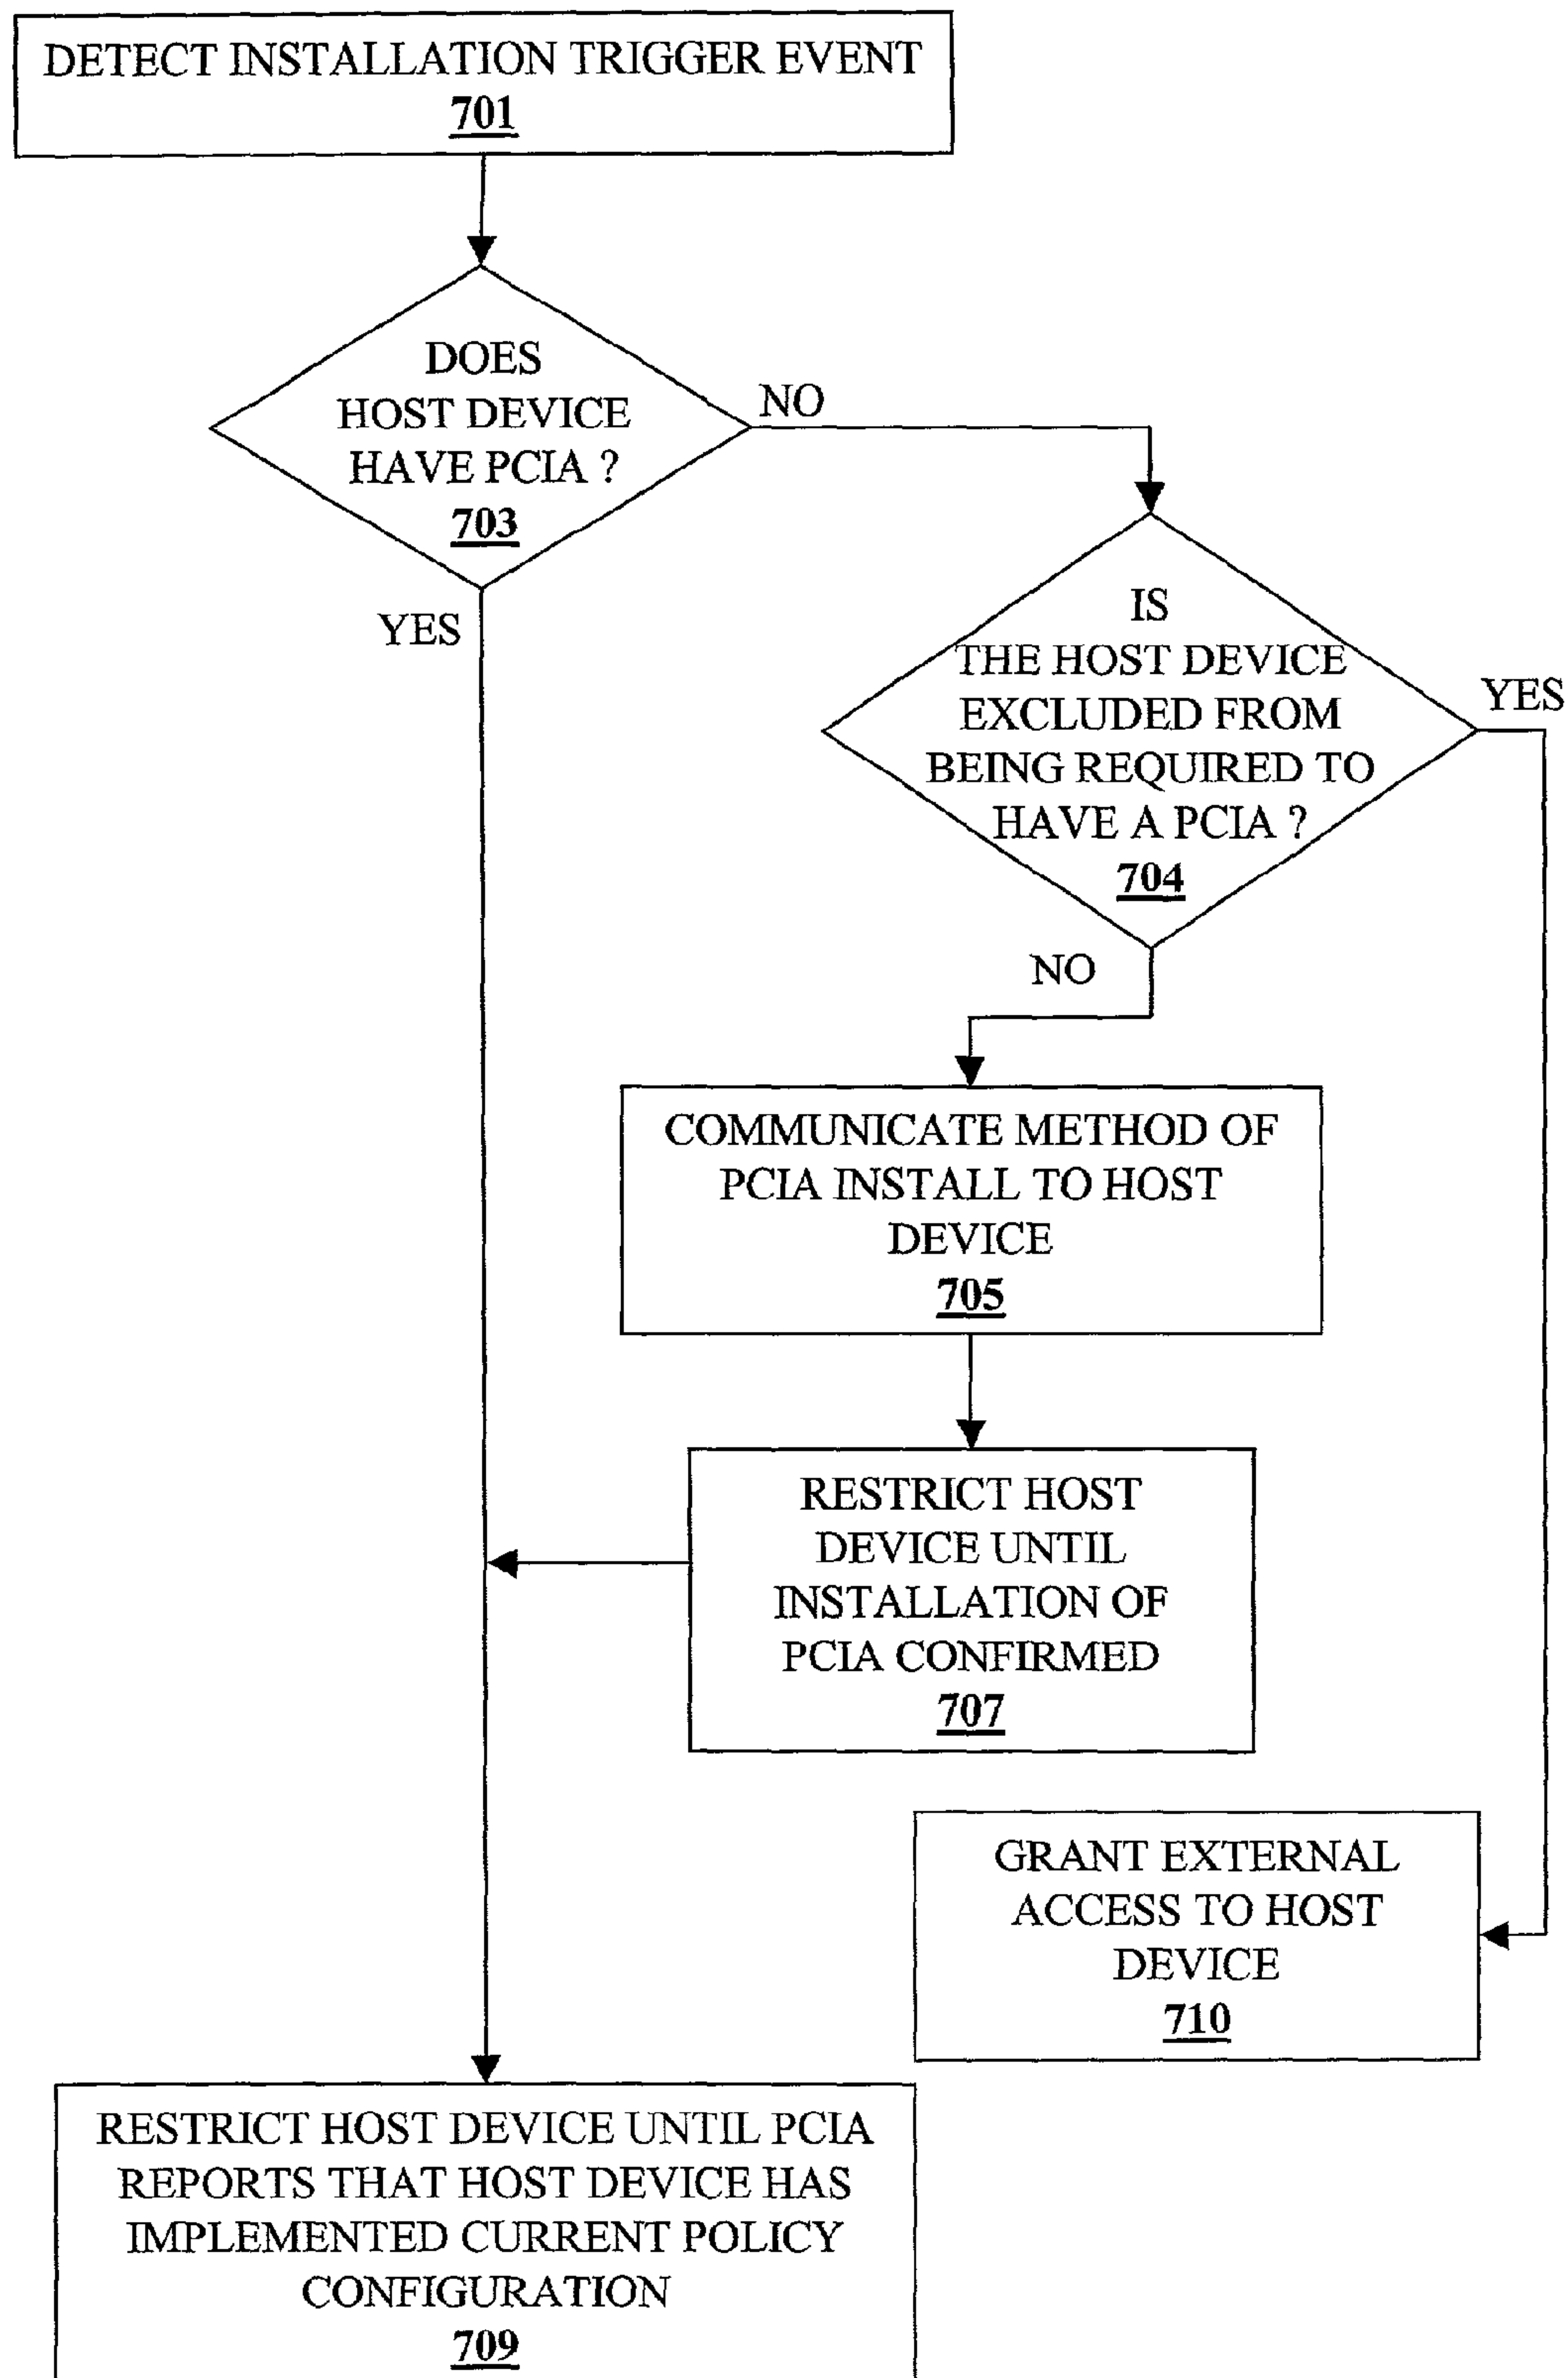 DETECT INSTALLATION TRIGGER EVENT
701
DOES
HOST DEVICE
HAVE PCIA ?
703
NO
YES
IS
THE HOST DEVICE
EXCLUDED FROM
BEING REQUIRED TO
HAVE A PCIA ?
704
YES
NO
COMMUNICATE METHOD OF
PCIA INSTALL TO HOST
DEVICE
705
RESTRICT HOST
DEVICE UNTIL
INSTALLATION OF
PCIA CONFIRMED
707
GRANT EXTERNAL
ACCESS TO HOST
DEVICE
710
RESTRICT HOST DEVICE UNTIL PCIA
REPORTS THAT HOST DEVICE HAS
IMPLEMENTED CURRENT POLICY
CONFIGURATION
709